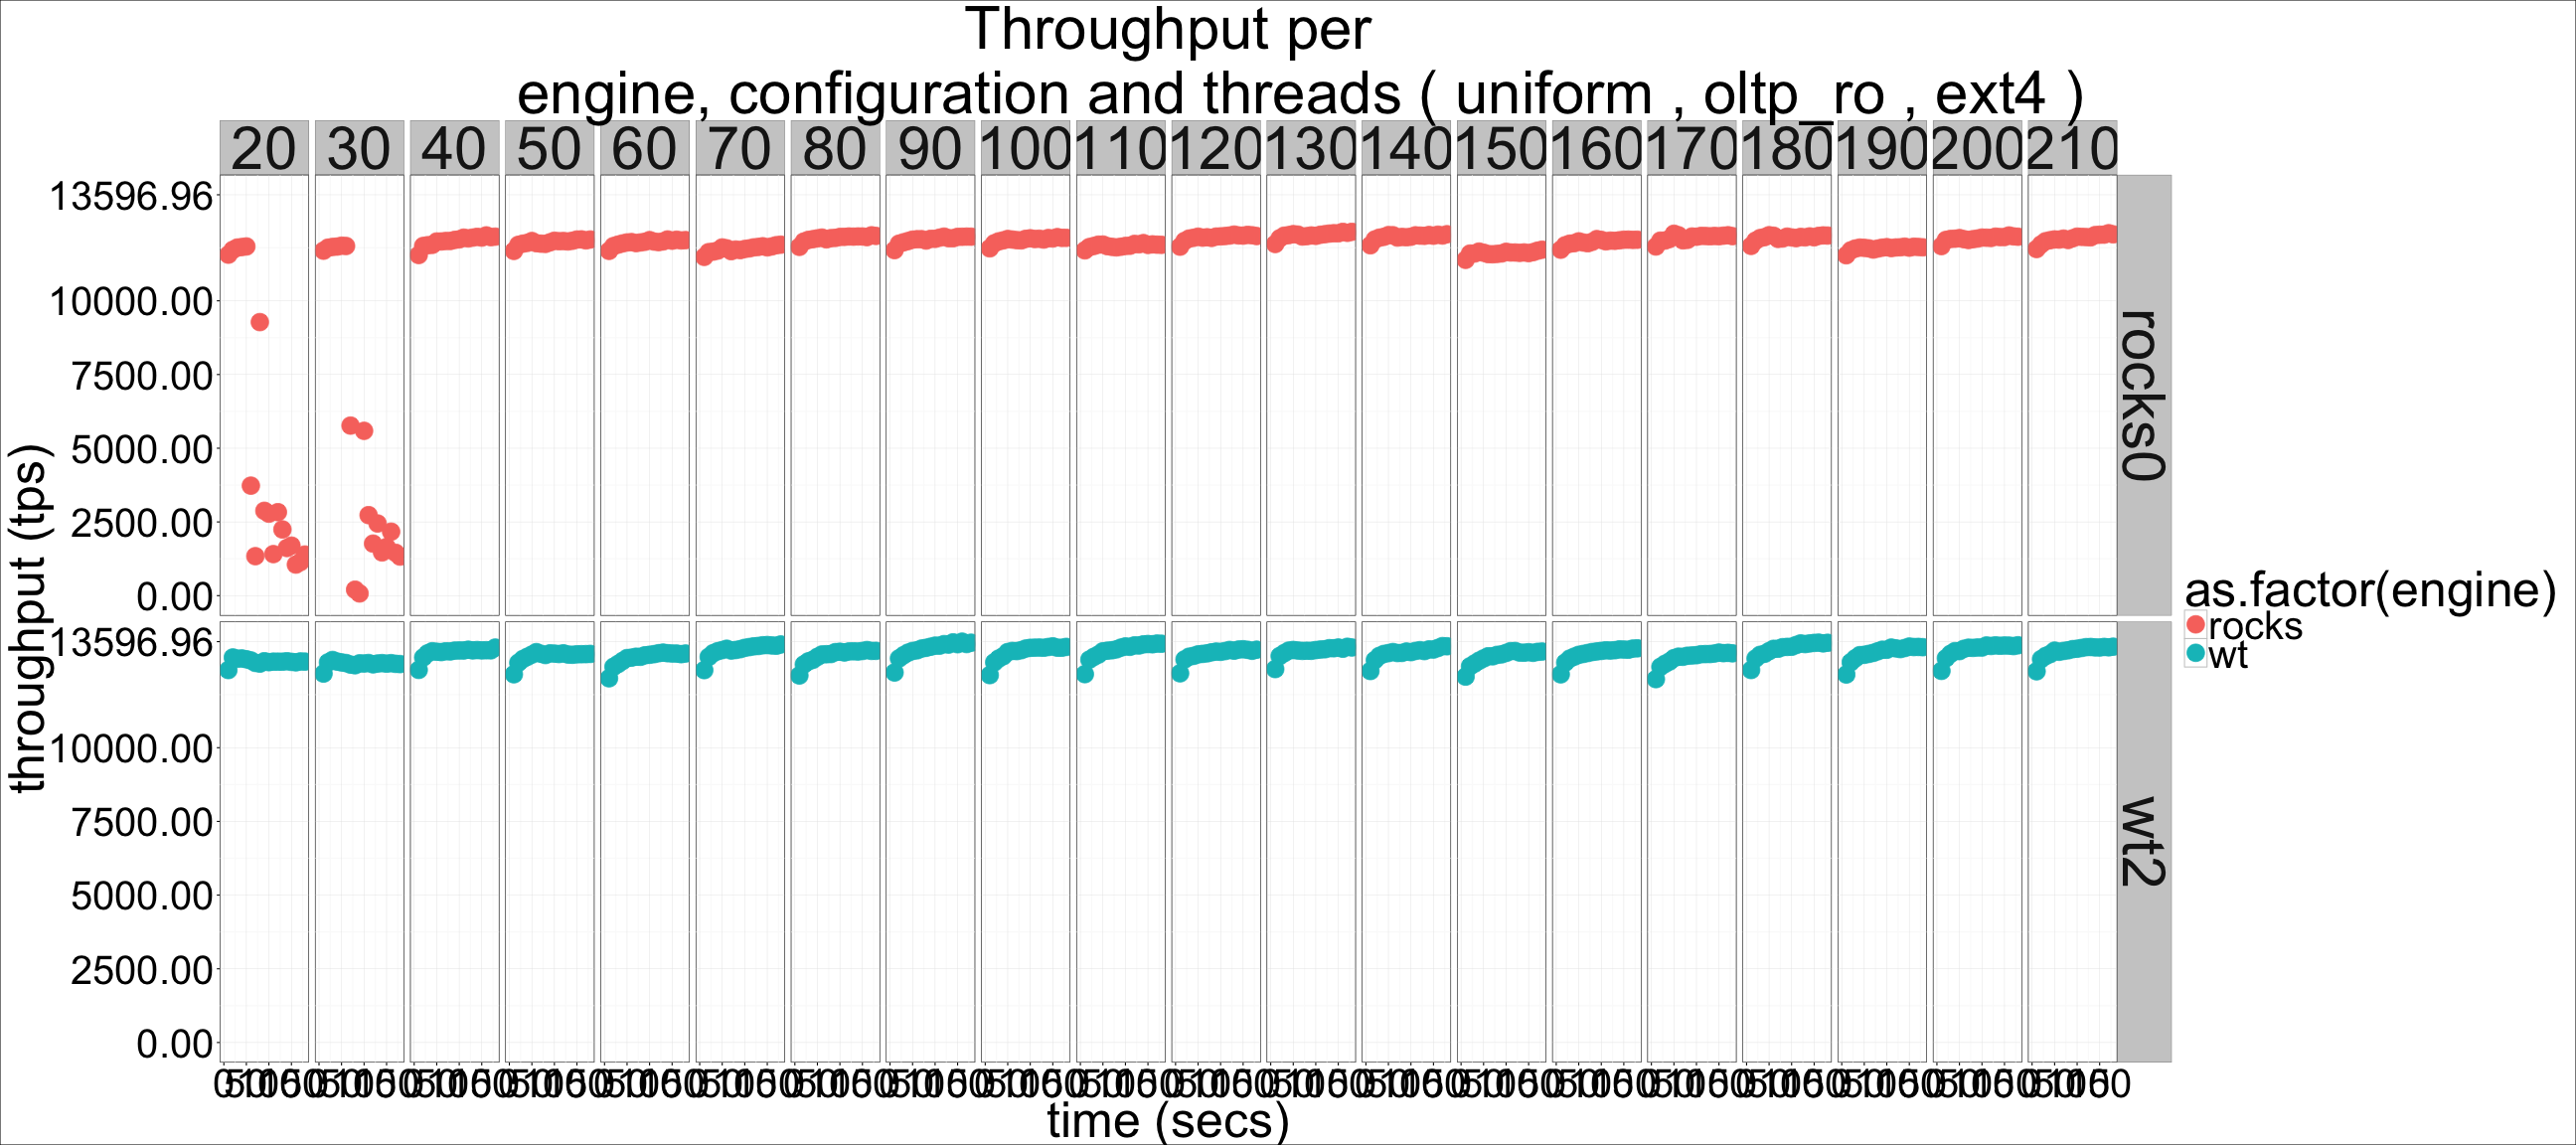 Throughput per
engine, configuration and threads ( uniform , oltp_ro , ext4 )
20 30 40 50 60 70 80 90 100 110 120 130 140 150 160 170 180 190 200 210
13596.96
10000.00
7500.00
5000.00
2500.00
0.00
rocks0
13596.96
10000.00
7500.00
5000.00
2500.00
0.00
wt2
throughput (tps)
time (secs)
as.factor(engine)
rocks
wt